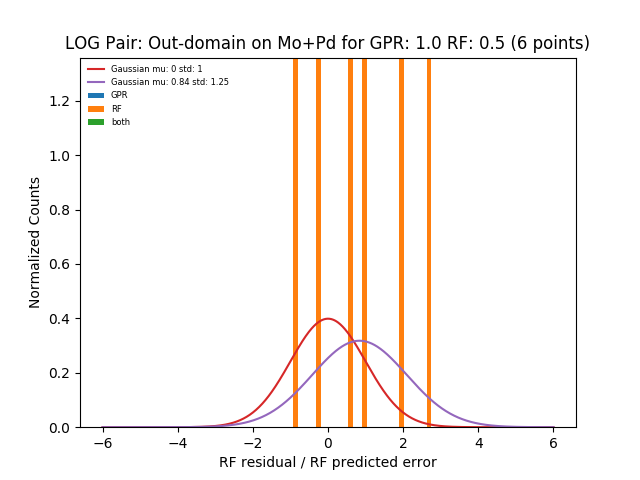 LOG Pair: Out-domain on Mo+Pd for GPR: 1.0 RF: 0.5 (6 points)
Gaussian mu: 0 std: 1
Gaussian mu: 0.84 std: 1.25
GPR
RF
both
Normalized Counts
1.2
1.0
0.8
0.6
0.4
0.2
0.0
−6 −4 −2 0 2 4 6
RF residual / RF predicted error